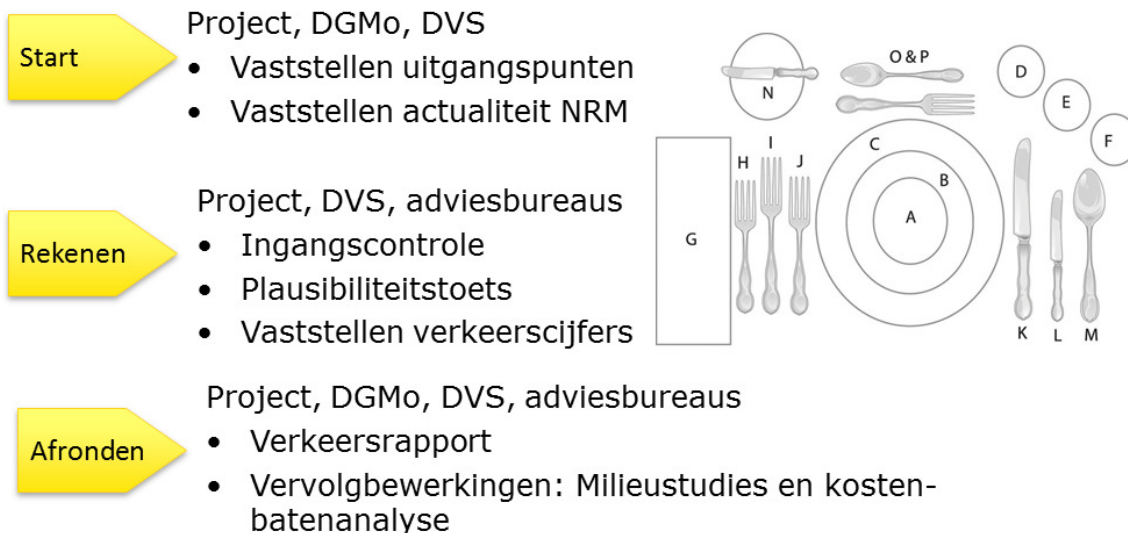 Start
Project, DGMo, DVS
• Vaststellen uitgangspunten
• Vaststellen actualiteit NRM
Rekenen
Project, DVS, adviesbureaus
• Ingangscontrole
• Plausibiliteitstoets
• Vaststellen verkeerscijfers
Afronden
Project, DGMo, DVS, adviesbureaus
• Verkeersrapport
• Vervolgbewerkingen: Milieustudies en kosten-
batenanalyse
N
O & P
D
E
F
G
H
I
J
C
B
A
K
L
M